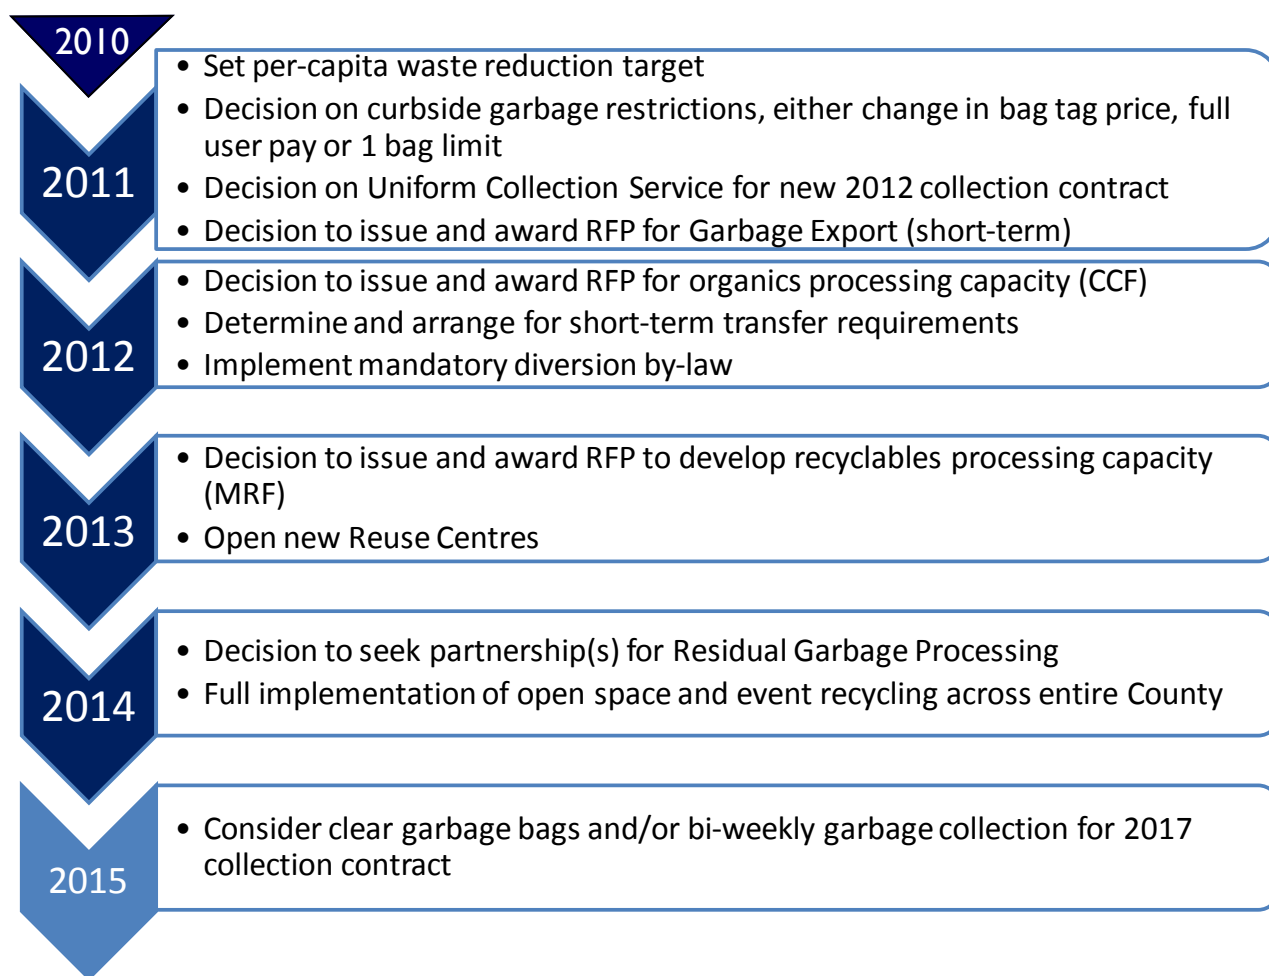 2010
2011
• Set per-capita waste reduction target
• Decision on curbside garbage restrictions, either change in bag tag price, full
user pay or 1 bag limit
• Decision on Uniform Collection Service for new 2012 collection contract
• Decision to issue and award RFP for Garbage Export (short-term)
2012
• Decision to issue and award RFP for organics processing capacity (CCF)
• Determine and arrange for short-term transfer requirements
• Implement mandatory diversion by-law
2013
• Decision to issue and award RFP to develop recyclables processing capacity
(MRF)
• Open new Reuse Centres
2014
• Decision to seek partnership(s) for Residual Garbage Processing
• Full implementation of open space and event recycling across entire County
2015
• Consider clear garbage bags and/or bi-weekly garbage collection for 2017
collection contract